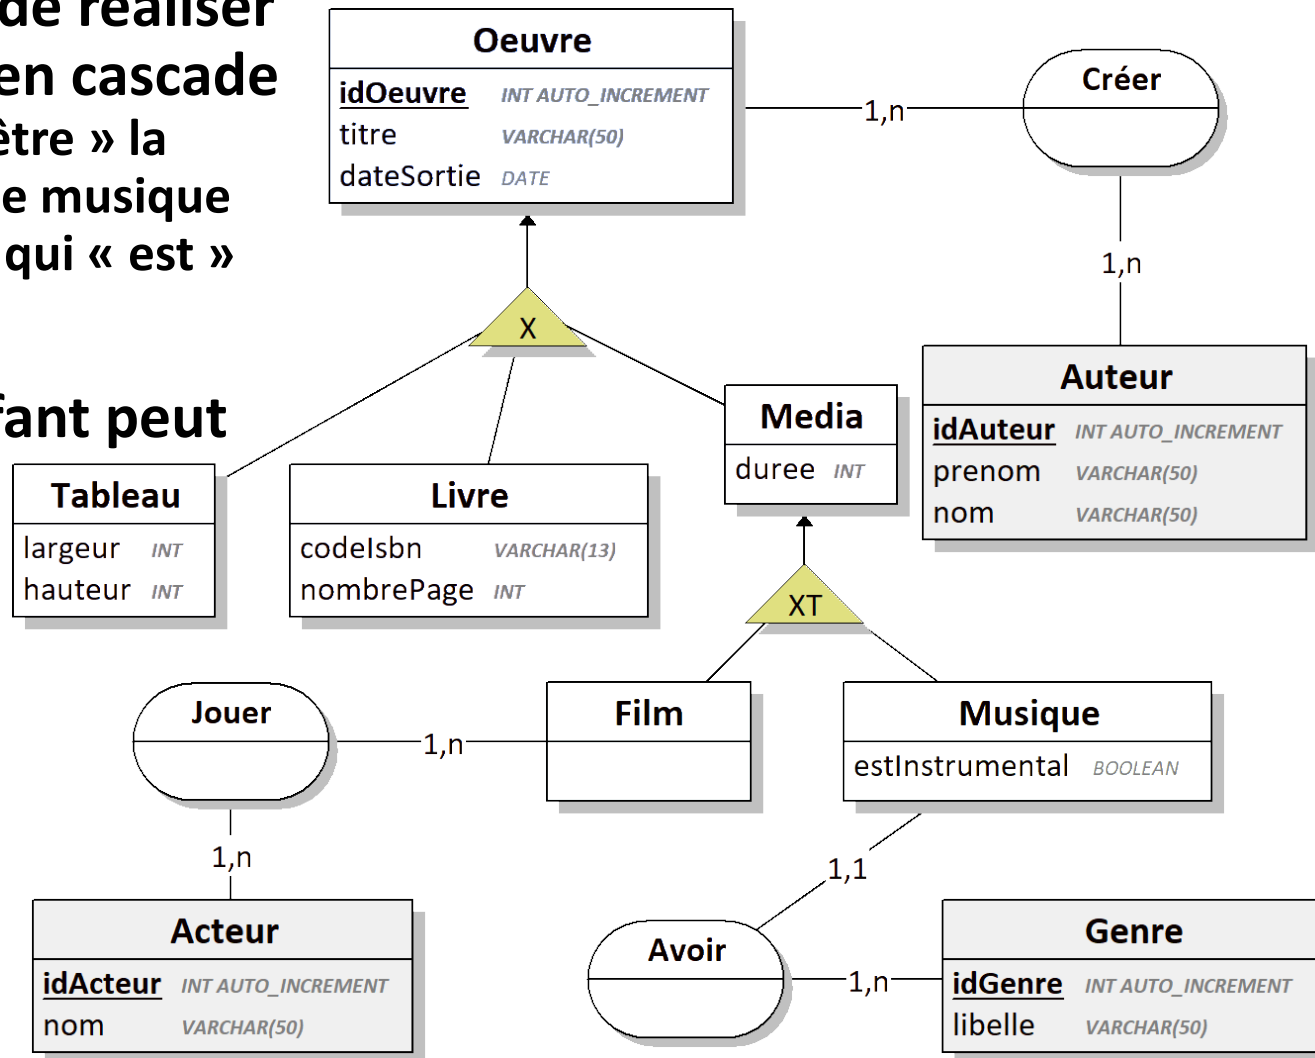 de réaliser
en cascade
être » la
e musique
qui « est »
fant peut
Oeuvre
idOeuvre INT AUTO_INCREMENT
titre VARCHAR(50)
dateSortie DATE
1,n
Créer
1,n
X
Auteur
idAuteur INT AUTO_INCREMENT
prenom VARCHAR(50)
nom VARCHAR(50)
Media
duree INT
Tableau
largeur INT
hauteur INT
Livre
codeIsbn VARCHAR(13)
nombrePage INT
XT
Jouer
1,n
Film
Musique
estInstrumental BOOLEAN
1,n
1,1
Acteur
idActeur INT AUTO_INCREMENT
nom VARCHAR(50)
Avoir
1,n
Genre
idGenre INT AUTO_INCREMENT
libelle VARCHAR(50)